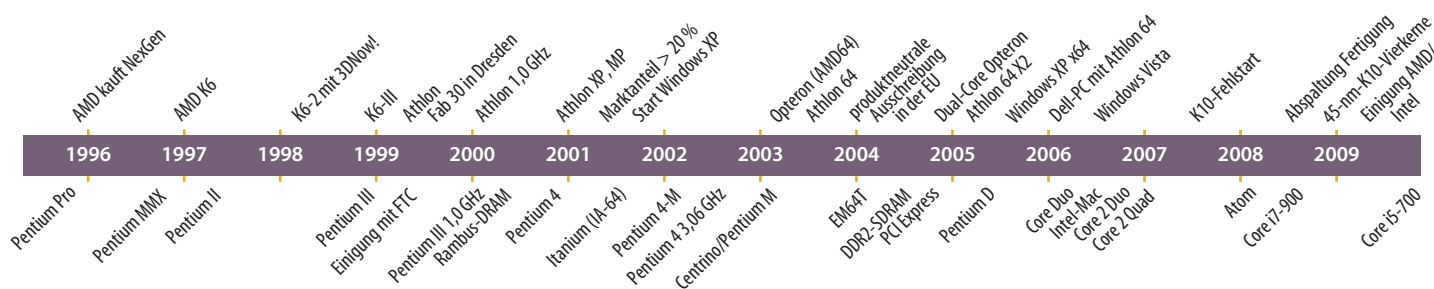 AMD kauft NexGen
AMD K6
K6-2 mit 3DNow!
K6-III
Athlon
Fab 30 in Dresden
Athlon 1,0 GHz
Athlon XP, MP
Marktanteil > 20 %
Start Windows XP
Opteron (AMD64)
Athlon 64
produktneutrale
Ausschreibung
in der EU
Dual-Core Opteron
Athlon 64 X2
Windows XP x64
Dell-PC mit Athlon 64
Windows Vista
K10-Fehlstart
Abspaltung Fertigung
45-nm-K10-Vierkerne
Einigung AMD/
Intel
1996 1997 1998 1999 2000 2001 2002 2003 2004 2005 2006 2007 2008 2009
Pentium Pro
Pentium MMX
Pentium II
Pentium III
Einigung mit FTC
Pentium III 1,0 GHz
Rambus-DRAM
Pentium 4
Itanium (IA-64)
Pentium 4-M
Pentium 4 3,06 GHz
Centrino/Pentium M
EM64T
DDR2-SDRAM
PCI Express
Pentium D
Core Duo
Intel-Mac
Core 2 Duo
Core 2 Quad
Atom
Core i7-900
Core i5-700